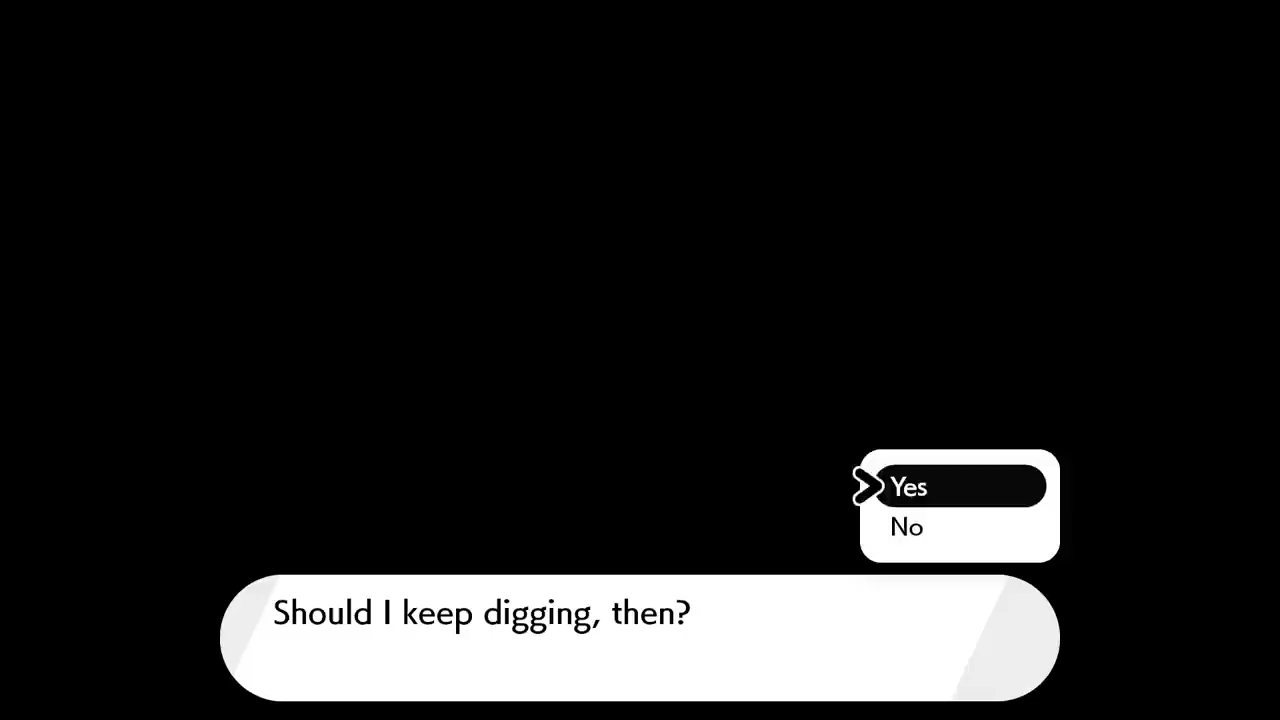 Yes
No
Should I keep digging, then?